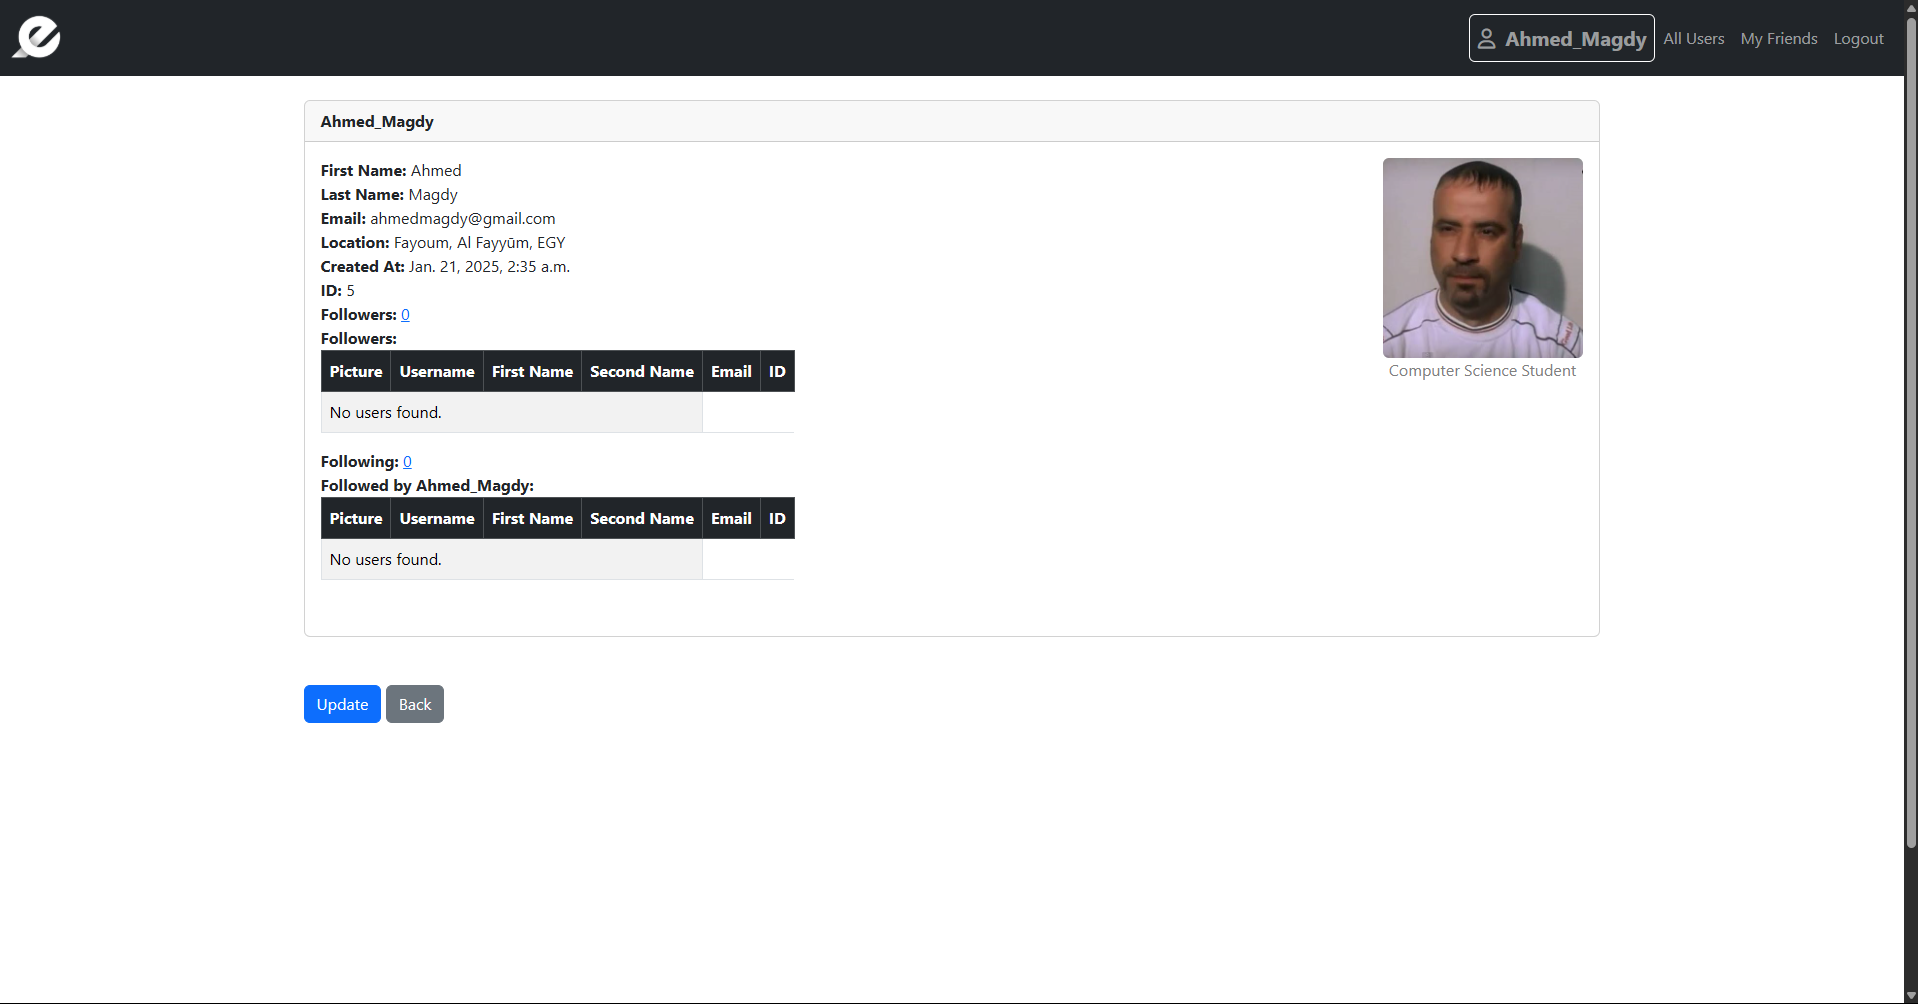 Ahmed_Magdy All Users My Friends Logout
Ahmed_Magdy
First Name: Ahmed
Last Name: Magdy
Email: ahmedmagdy@gmail.com
Location: Fayoum, Al Fayyūm, EGY
Created At: Jan. 21, 2025, 2:35 a.m.
ID: 5
Followers: 0
Followers:
Picture Username First Name Second Name Email ID
No users found.
Following: 0
Followed by Ahmed_Magdy:
Picture Username First Name Second Name Email ID
No users found.
Computer Science Student
Update Back